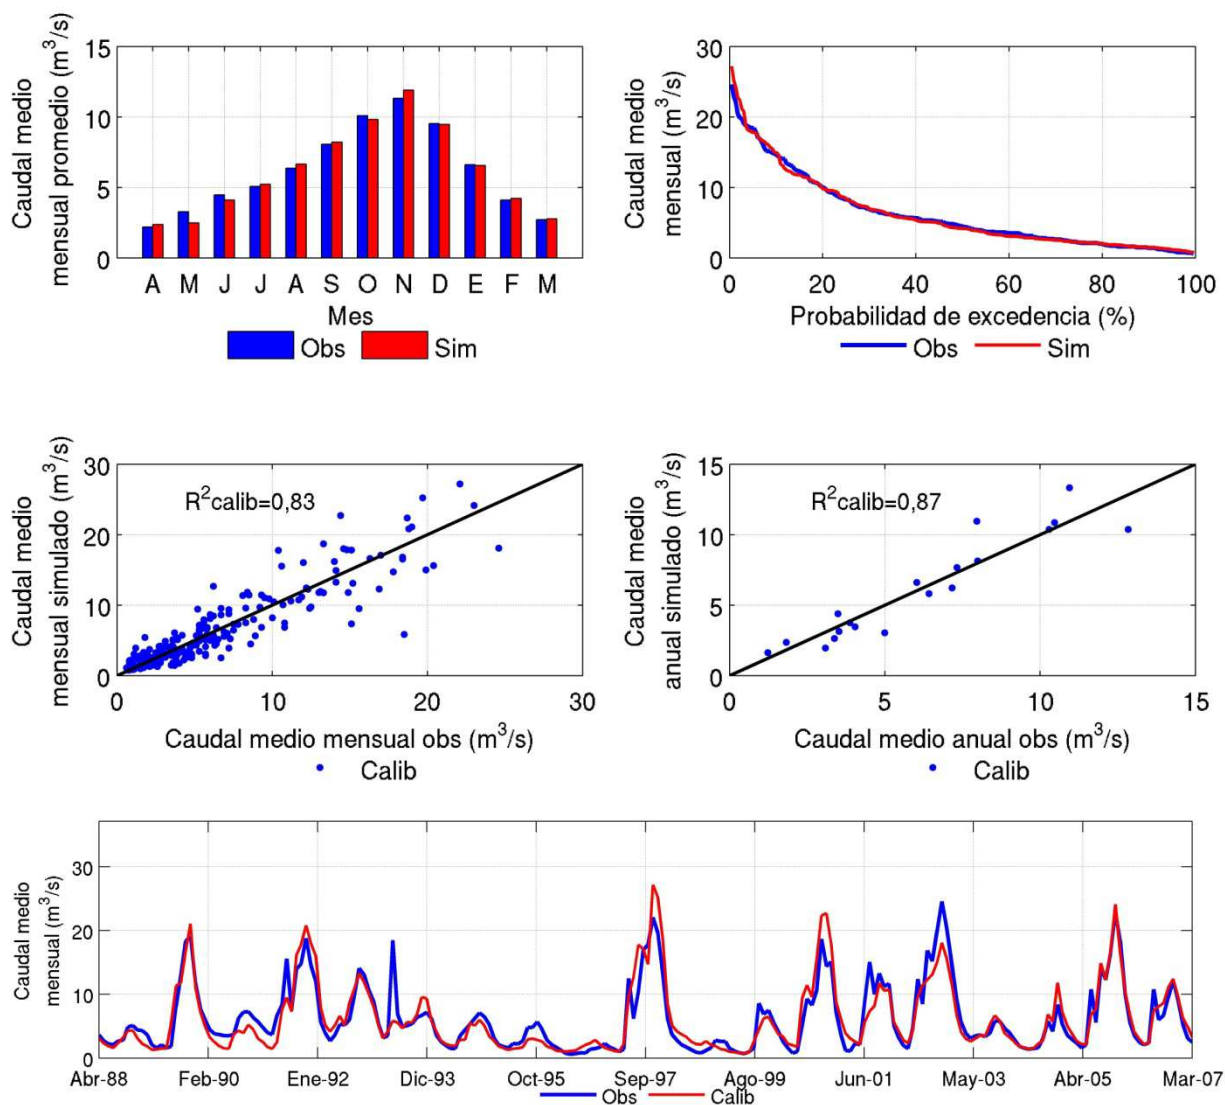 Caudal medio
mensual promedio (m³/s)
15
10
5
0
A M J J A S O N D E F M
Mes
Obs Sim
Caudal medio
mensual (m³/s)
30
20
10
0
0 20 40 60 80 100
Probabilidad de excedencia (%)
Obs Sim
Caudal medio
mensual simulado (m³/s)
30
20
10
0
R²calib=0,83
0 10 20 30
Caudal medio mensual obs (m³/s)
Calib
Caudal medio
anual simulado (m³/s)
15
10
5
0
R²calib=0,87
0 5 10 15
Caudal medio anual obs (m³/s)
Calib
Caudal medio
mensual (m³/s)
30
20
10
0
Abr-88 Feb-90 Ene-92 Dic-93 Oct-95 Sep-97 Ago-99 Jun-01 May-03 Abr-05 Mar-07
Obs Calib